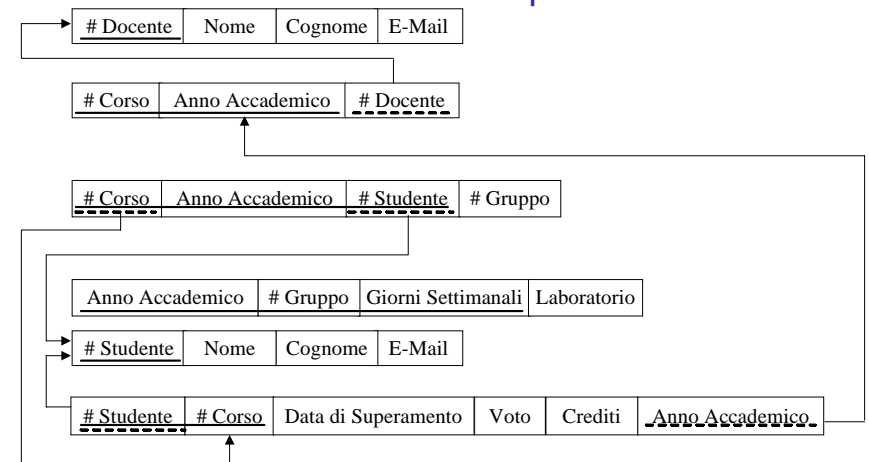 # Docente Nome Cognome E-Mail
# Corso Anno Accademico # Docente
# Corso Anno Accademico # Studente # Gruppo
Anno Accademico # Gruppo Giorni Settimanali Laboratorio
# Studente Nome Cognome E-Mail
# Studente # Corso Data di Superamento Voto Crediti Anno Accademico